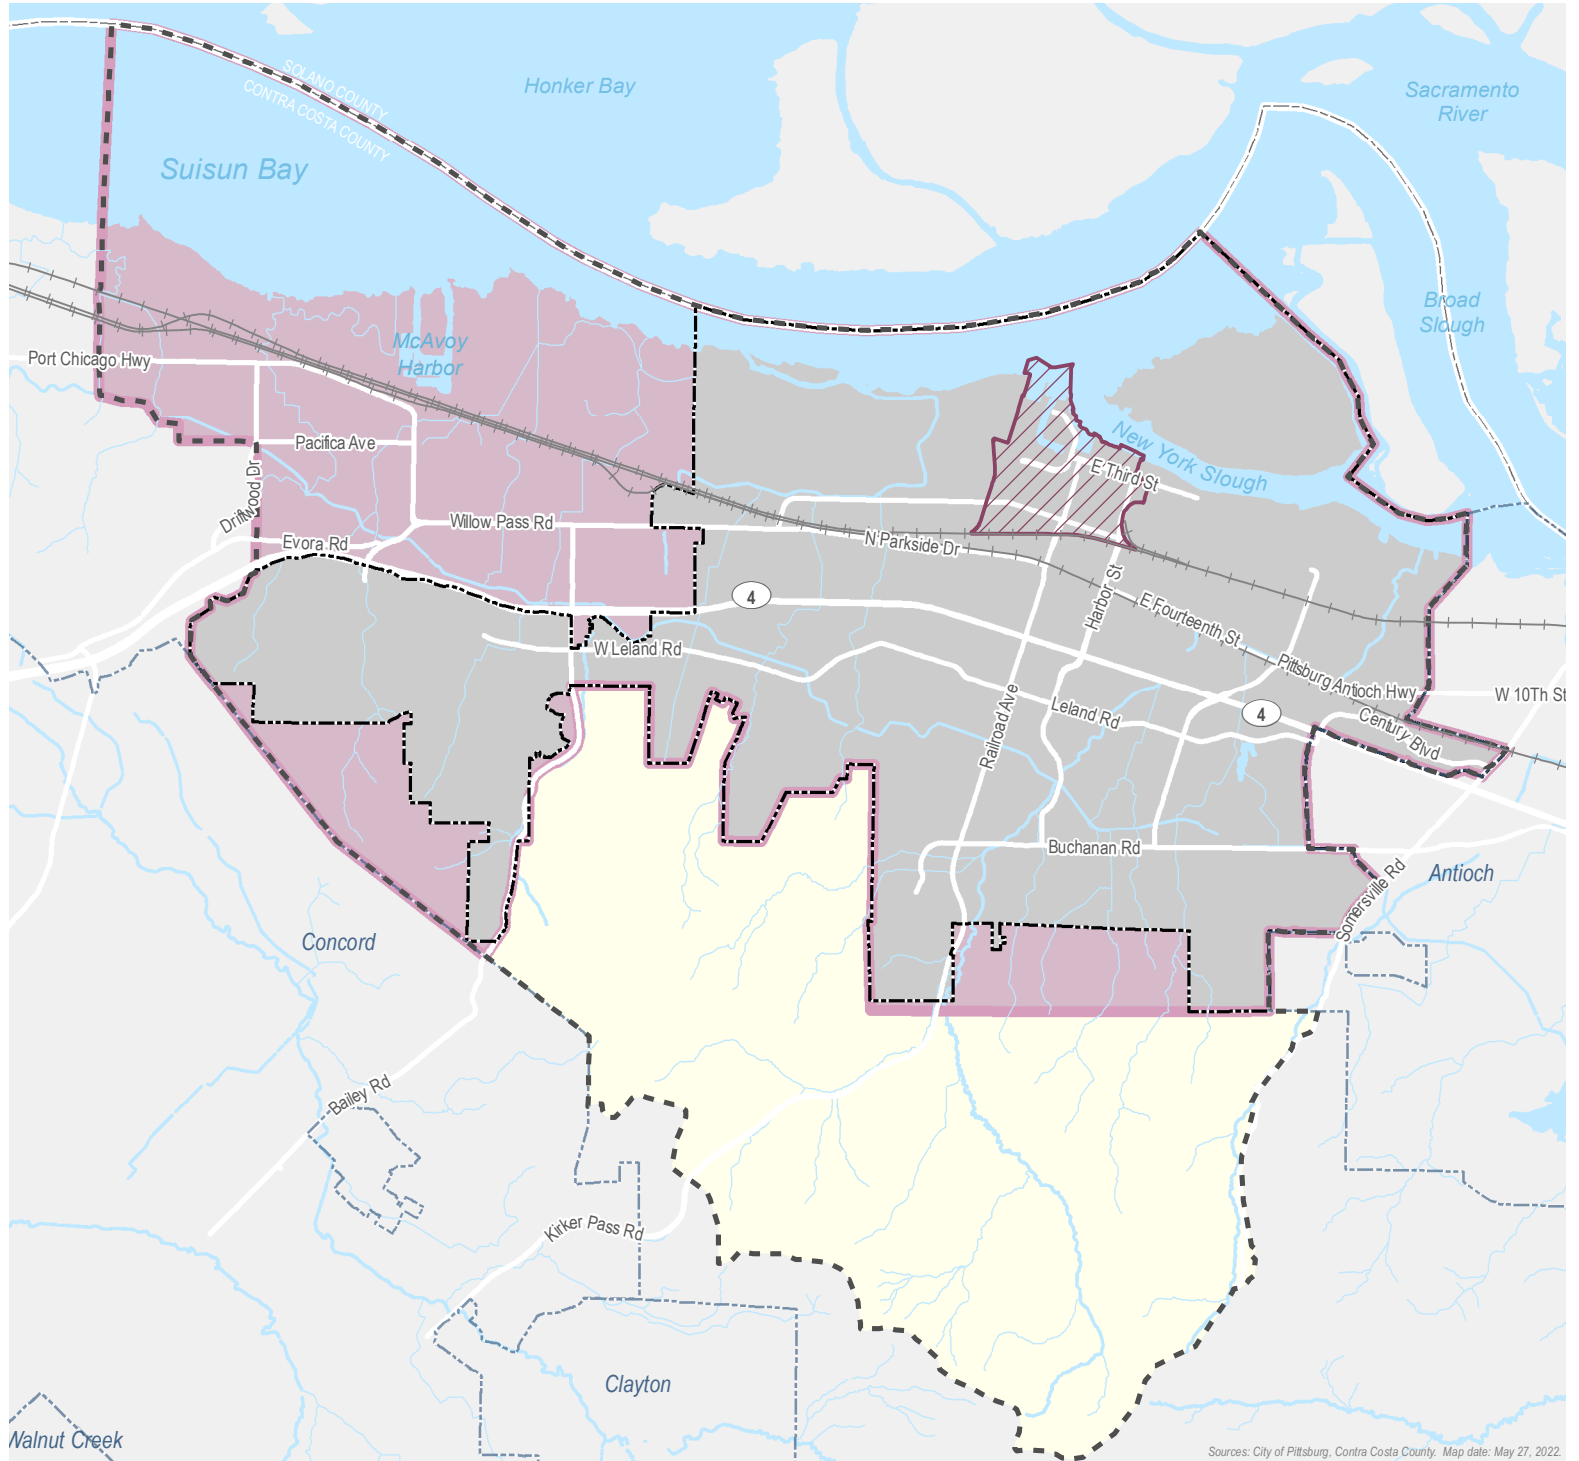 SOLANO COUNTY
CONTRA COSTA COUNTY
Honker Bay
Sacramento
River
Suisun Bay
Broad
Slough
McAvoy
Harbor
Port Chicago Hwy
Pacifica Ave
New York Slough
E Third St
Driftwood Dr
Willow Pass Rd
Evora Rd
N Parkside Dr
4
Harbor St
E Fourteenth St
W Leland Rd
Pittsburg Antioch Hwy
W 10Th St
Railroad Ave
Leland Rd
4
Century Blvd
Buchanan Rd
Antioch
Somersville Rd
Concord
Bailey Rd
Kirker Pass Rd
Clayton
Walnut Creek
Sources: City of Pittsburg, Contra Costa County. Map date: May 27, 2022.